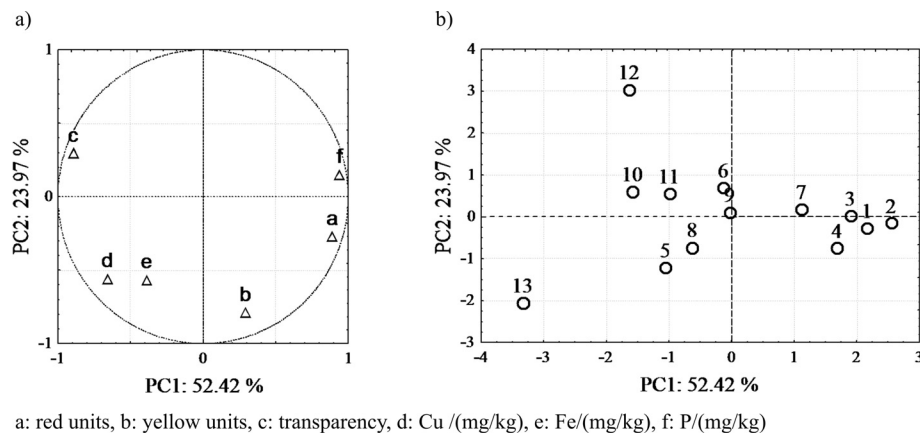 a)
b)
1
0
-1
-1
0
1
PC2: 23.97 %
PC1: 52.42 %
c
f
a
d
e
b
4
3
2
1
0
-1
-2
-3
-4
-3
-2
-1
0
1
2
3
PC2: 23.97 %
PC1: 52.42 %
12
10
11
6
9
7
3
1
2
4
8
5
13
a: red units, b: yellow units, c: transparency, d: Cu /(mg/kg), e: Fe/(mg/kg), f: P/(mg/kg)